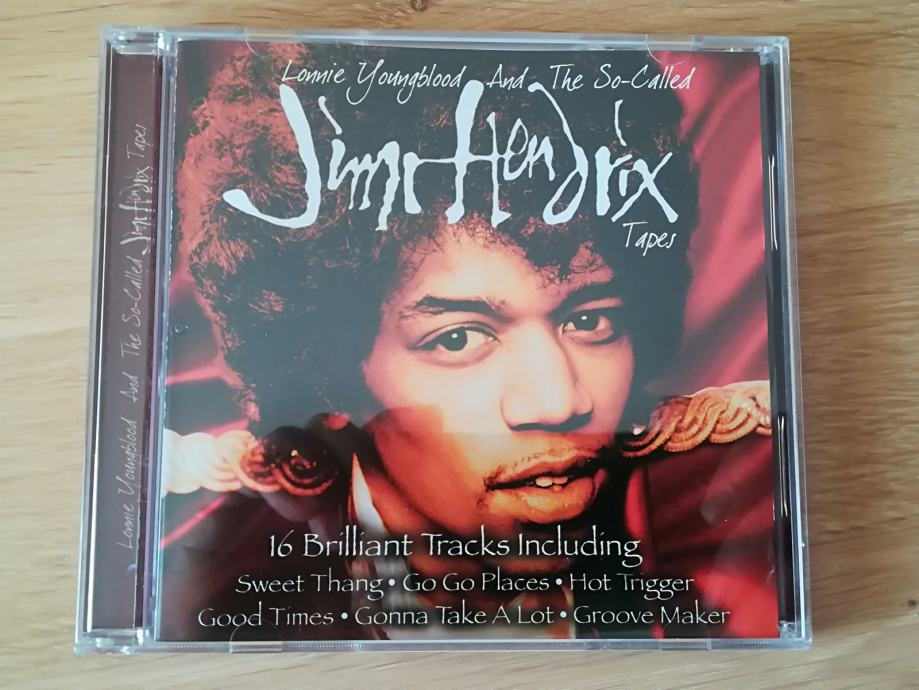 Lonnie Youngblood And The So-Called
Jimi Hendrix
Tapes
16 Brilliant Tracks Including
Sweet Thang • Go Go Places • Hot Trigger
Good Times • Gonna Take A Lot • Groove Maker
Lonnie Youngblood And The So-Called Jimi Hendrix Tapes